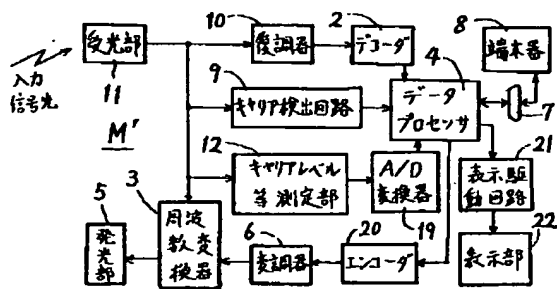 10
2
8
受光部
復調器
デコーダ
端末器
入力
信号光
11
9
4
キャリア検出回路
データ
プロセッサ
7
M'
12
21
キャリアレベル
等測定部
A/D
変換器
表示駆
動回路
5
3
19
6
20
22
発光部
周波
数変
換器
変調器
エンコーダ
表示部